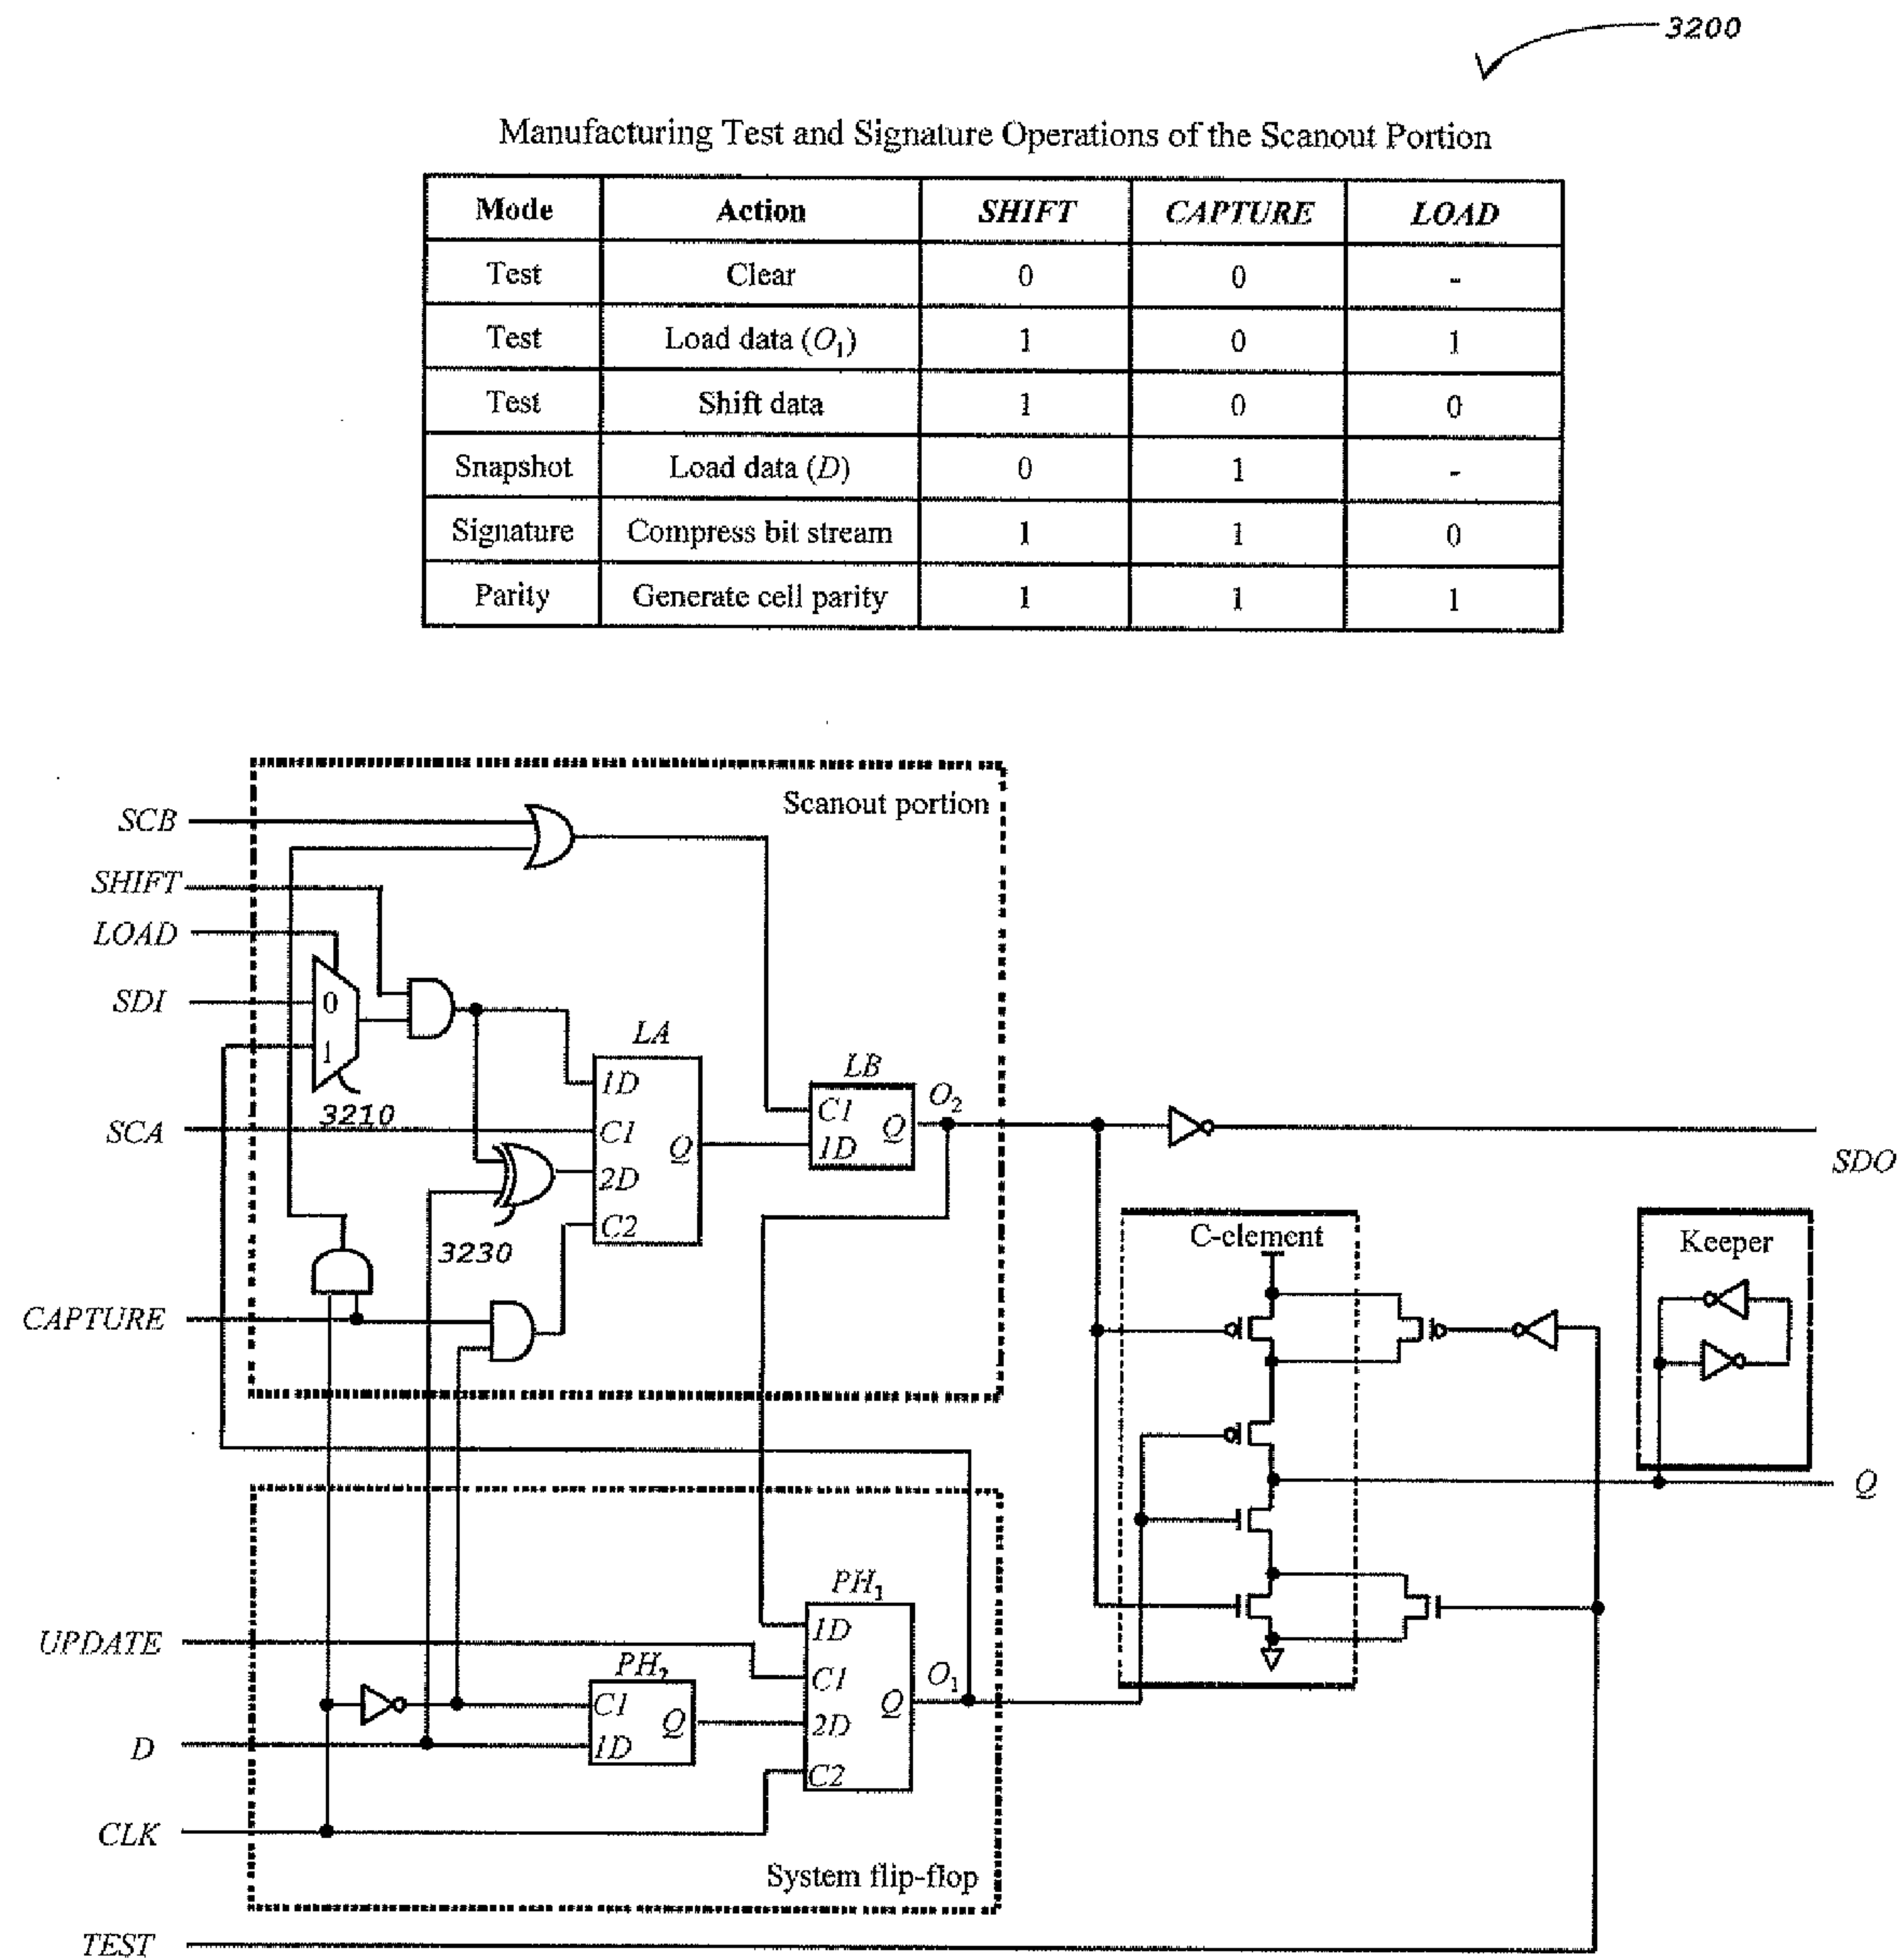 3200
Manufacturing Test and Signature Operations of the Scanout Portion
Mode Action SHIFT CAPTURE LOAD
Test Clear 0 0 -
Test Load data (O₁) 1 0 1
Test Shift data 1 0 0
Snapshot Load data (D) 0 1 -
Signature Compress bit stream 1 1 0
Parity Generate cell parity 1 1 1
Scanout portion
SCB
SHIFT
LOAD
SDI
0
1
3210
SCA
LA
1D
C1
2D
C2
Q
LB
C1
1D
Q
O₂
SDO
3230
CAPTURE
C-element
Keeper
Q
UPDATE
PH₂
C1
1D
Q
PH₁
1D
C1
2D
C2
Q
O₁
D
CLK
System flip-flop
TEST